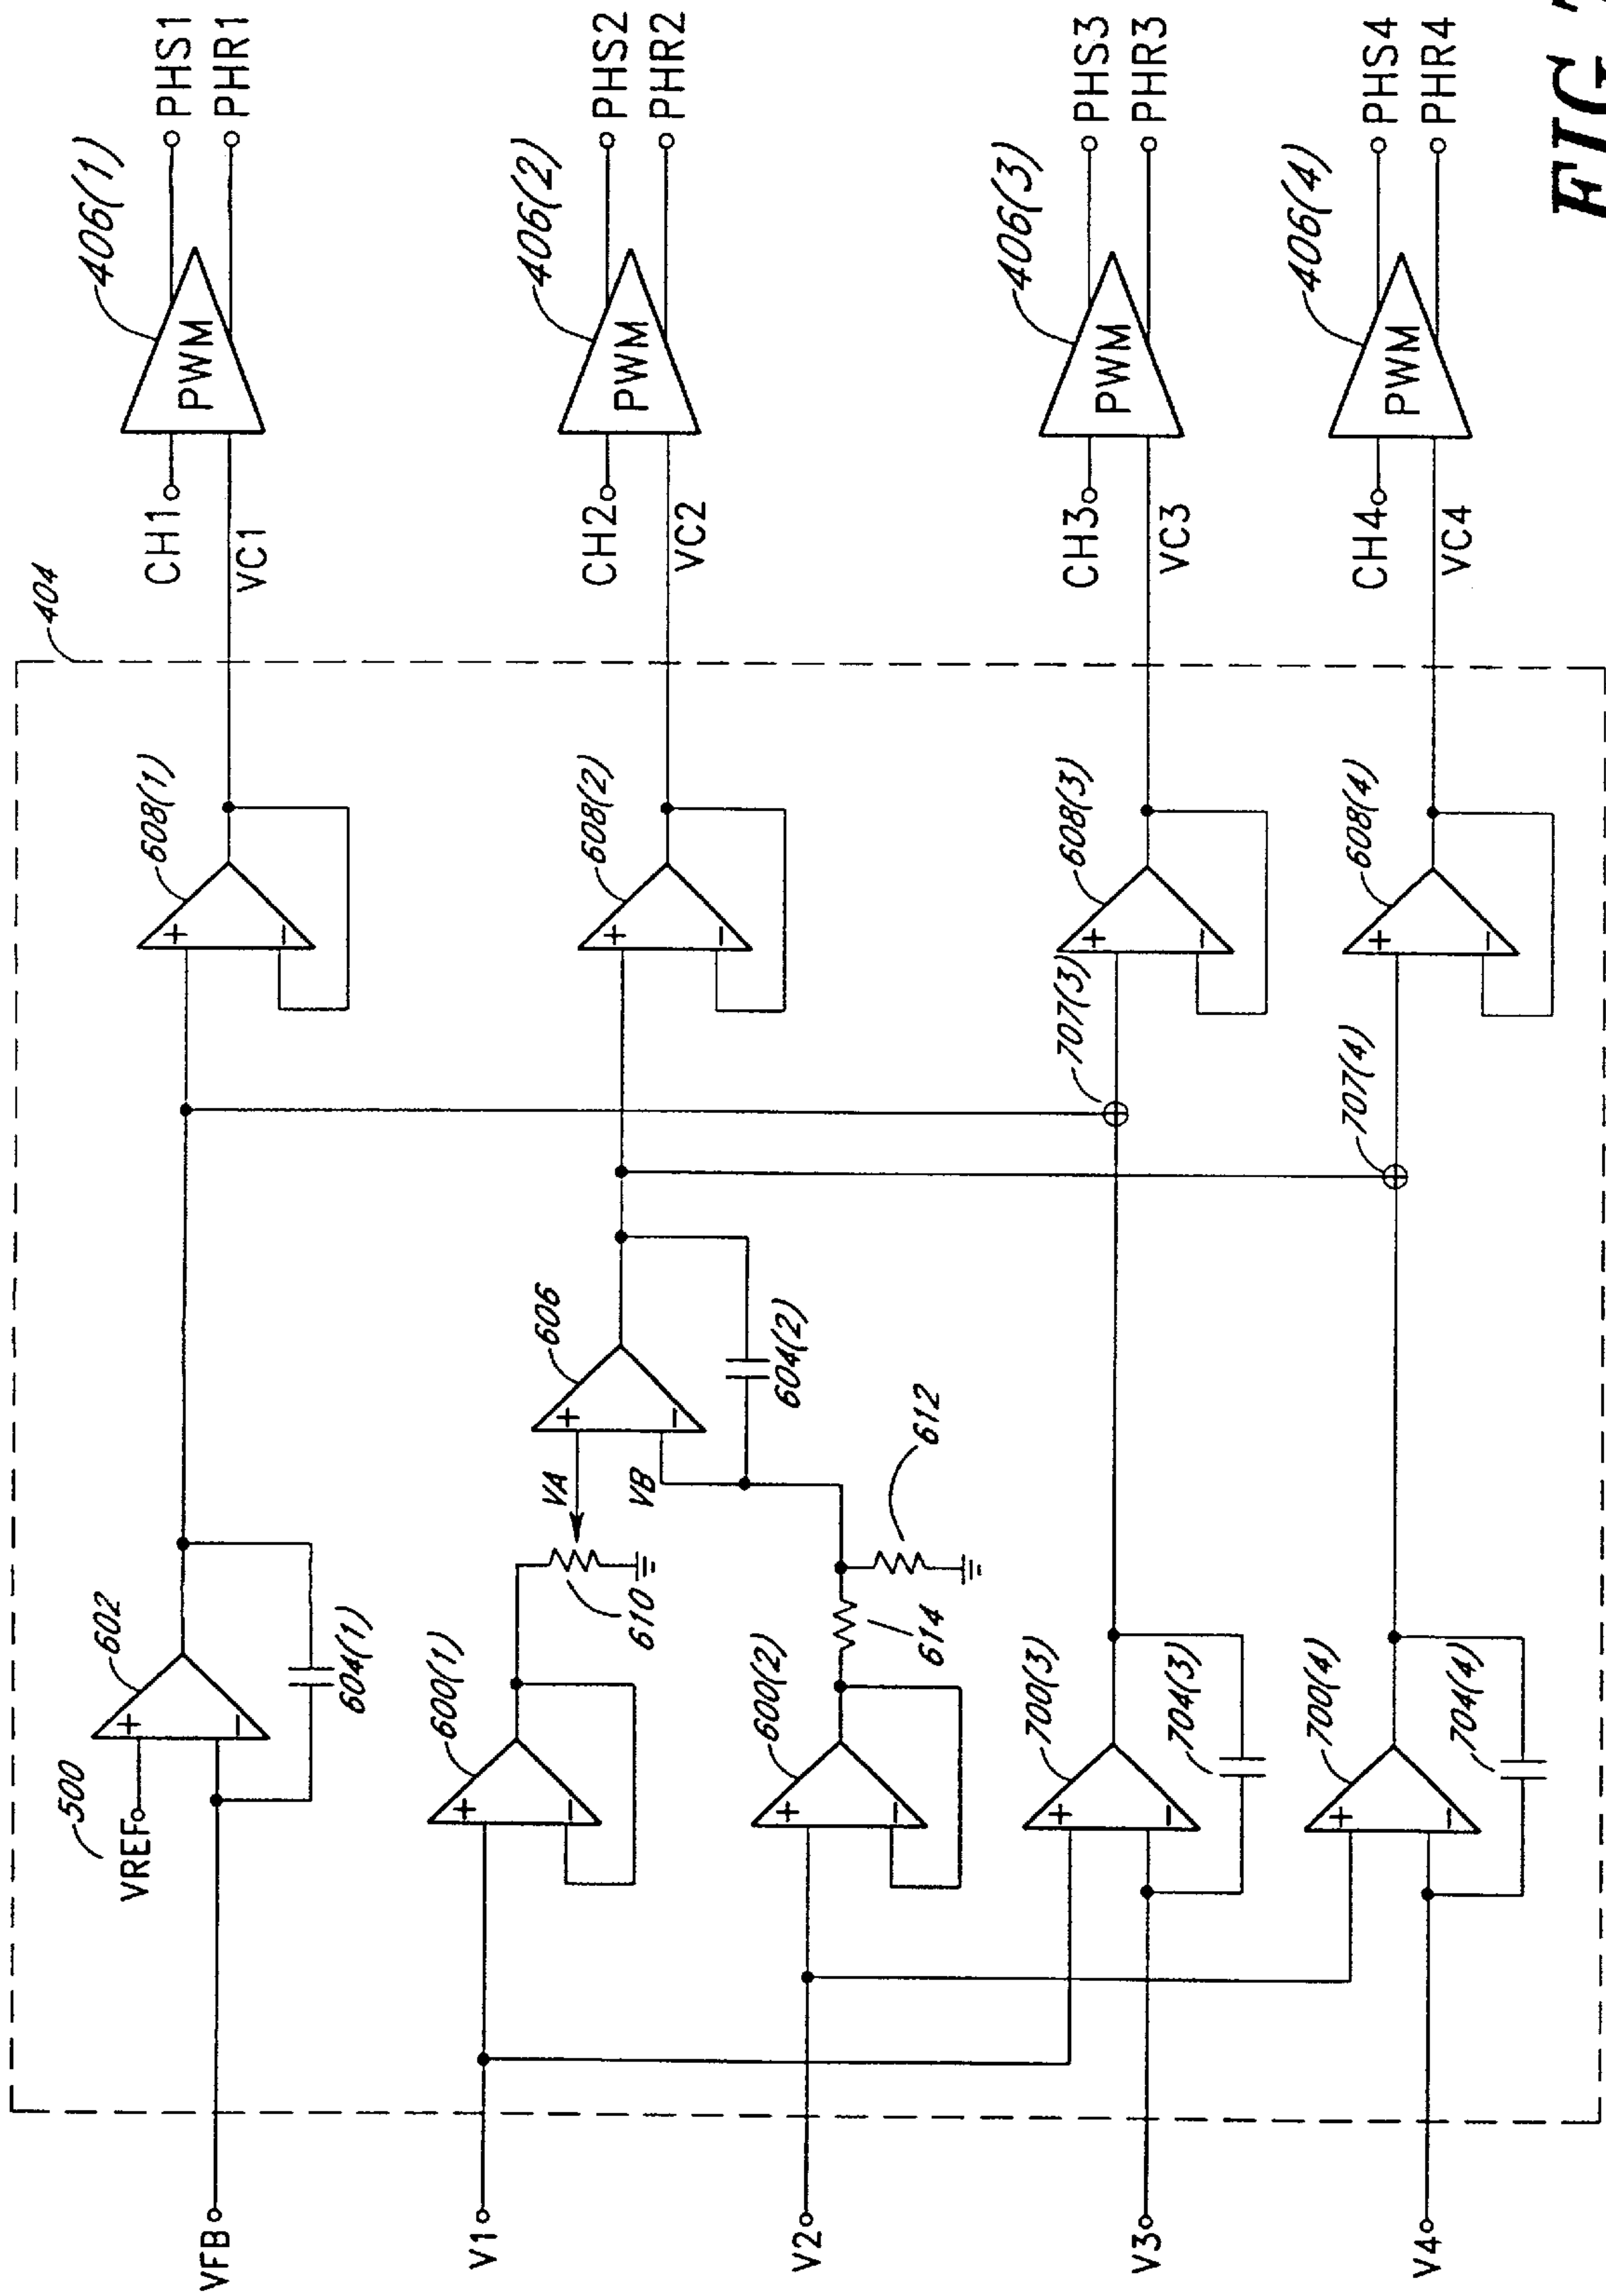 404
500
VREF
602
604(1)
608(1)
CH1
VC1
406(1)
PWM
PHS1
PHR1
VFB
V1
600(1)
610
VA
VB
606
604(2)
608(2)
CH2
VC2
406(2)
PWM
PHS2
PHR2
V2
600(2)
614
612
V3
700(3)
704(3)
707(3)
608(3)
CH3
VC3
406(3)
PWM
PHS3
PHR3
V4
700(4)
704(4)
707(4)
608(4)
CH4
VC4
406(4)
PWM
PHS4
PHR4
FIG